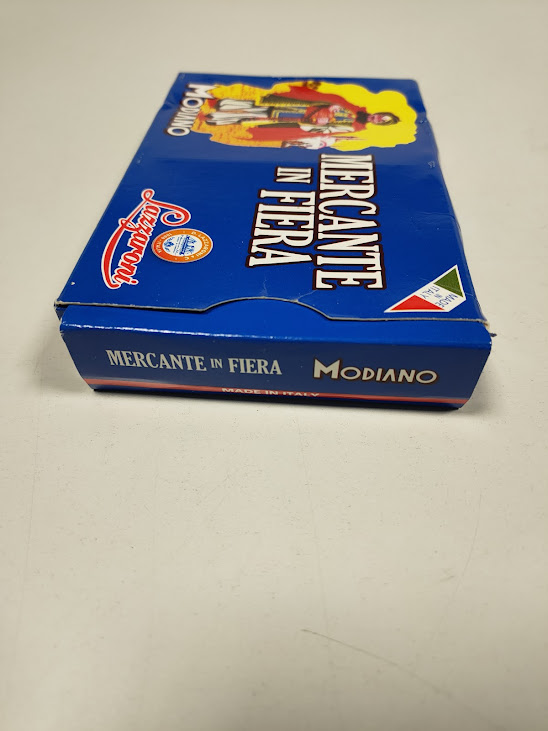 MODIANO
MERCANTE
IN FIERA
Lazzaroni
MADE
IN
ITALY
MERCANTE IN FIERA
MODIANO
MADE IN ITALY